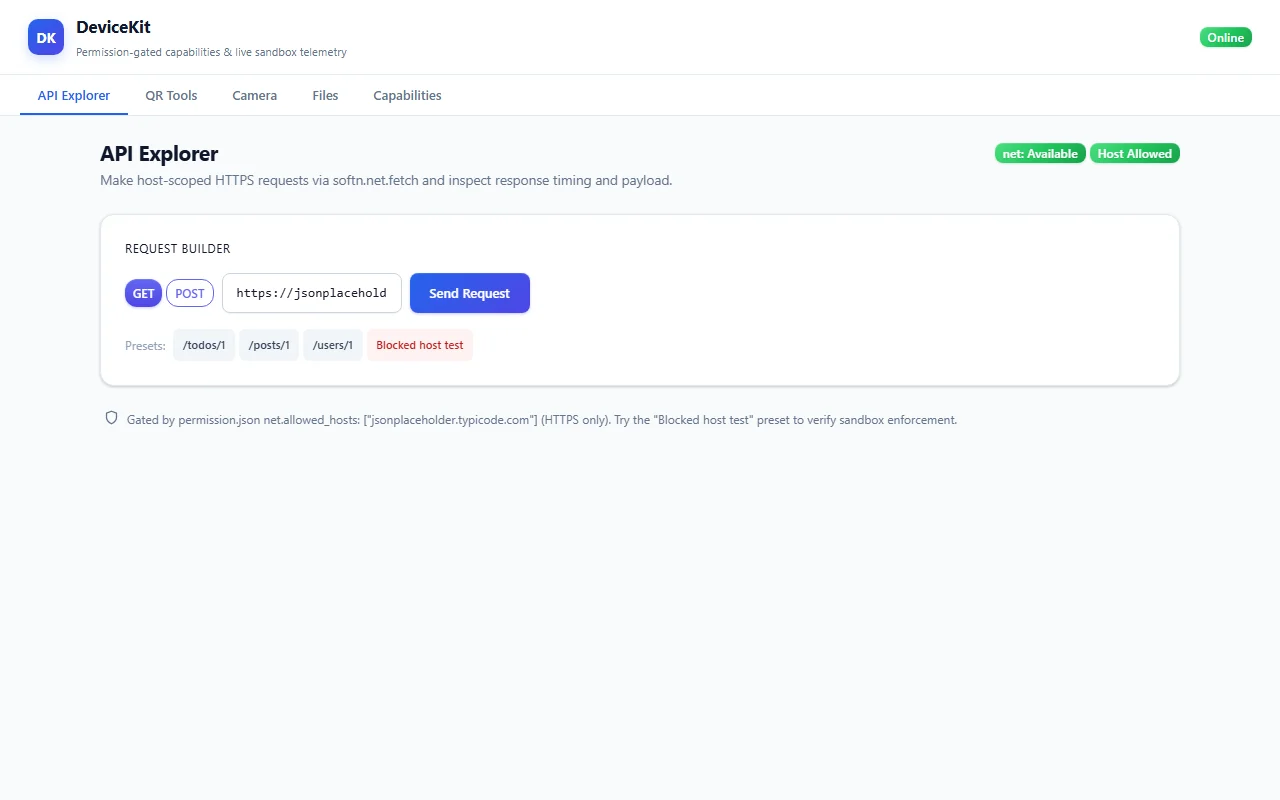 DK
DeviceKit
Permission-gated capabilities & live sandbox telemetry
Online
API Explorer
QR Tools
Camera
Files
Capabilities
API Explorer
net: Available
Host Allowed
Make host-scoped HTTPS requests via softn.net.fetch and inspect response timing and payload.
REQUEST BUILDER
GET
POST
https://jsonplacehold
Send Request
Presets:
/todos/1
/posts/1
/users/1
Blocked host test
Gated by permission.json net.allowed_hosts: ["jsonplaceholder.typicode.com"] (HTTPS only). Try the "Blocked host test" preset to verify sandbox enforcement.